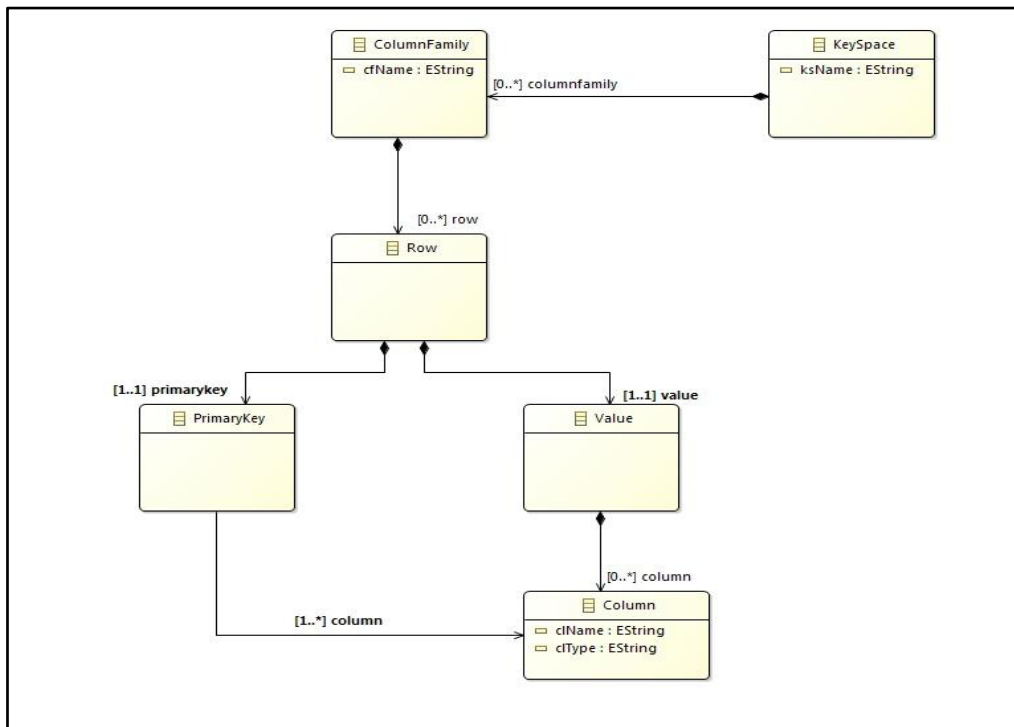 ColumnFamily
cfName : EString
KeySpace
ksName : EString
[0..*] columnfamily
[0..*] row
Row
[1..1] primarykey
[1..1] value
PrimaryKey
Value
[0..*] column
[1..*] column
Column
clName : EString
clType : EString